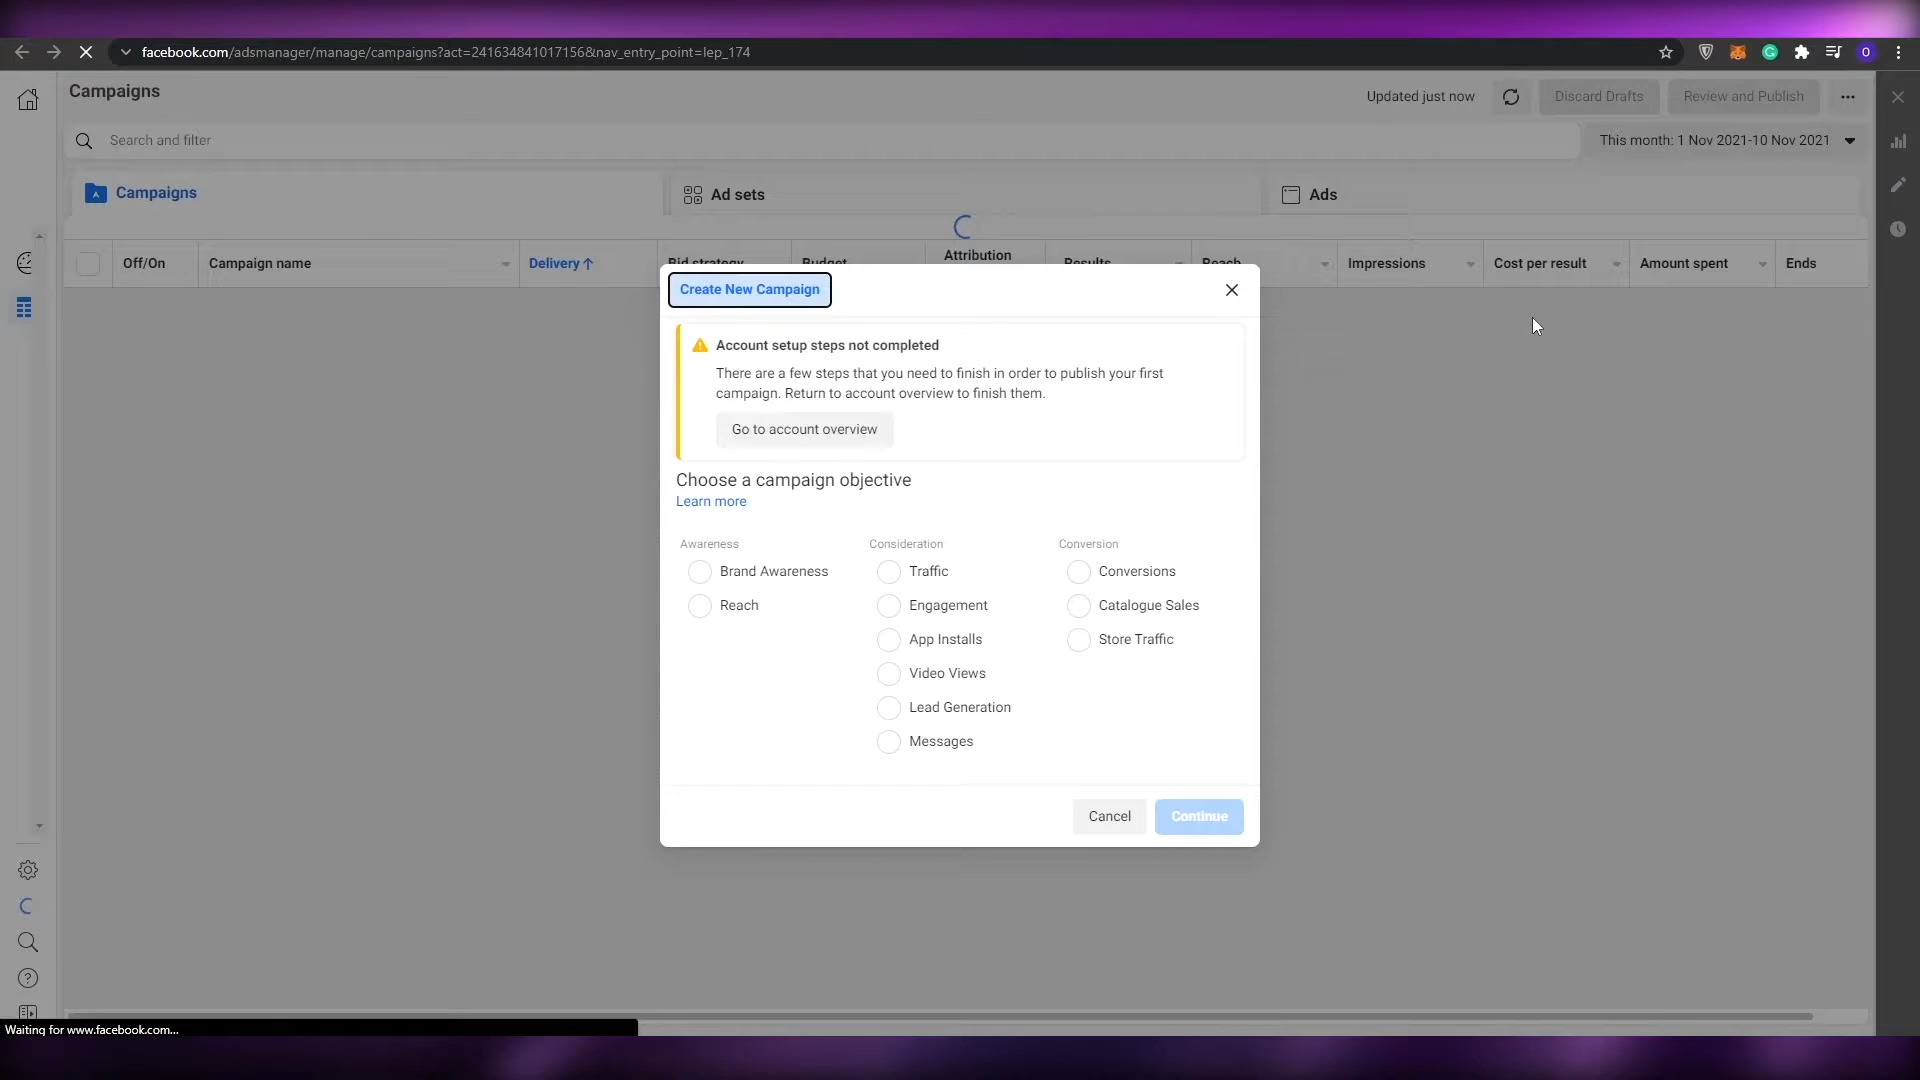 facebook.com/adsmanager/manage/campaigns?act=241634841017156&nav_entry_point=lep_174
O
Campaigns
Updated just now
Discard Drafts
Review and Publish
Search and filter
This month: 1 Nov 2021-10 Nov 2021
Campaigns
Ad sets
Ads
Off/On
Campaign name
Delivery↑
Bid strategy
Budget
Attribution
Results
Reach
Impressions
Cost per result
Amount spent
Ends
Create New Campaign
Account setup steps not completed
There are a few steps that you need to finish in order to publish your first
campaign. Return to account overview to finish them.
Go to account overview
Choose a campaign objective
Learn more
Awareness
Brand Awareness
Reach
Consideration
Traffic
Engagement
App Installs
Video Views
Lead Generation
Messages
Conversion
Conversions
Catalogue Sales
Store Traffic
Cancel
Continue
Waiting for www.facebook.com...